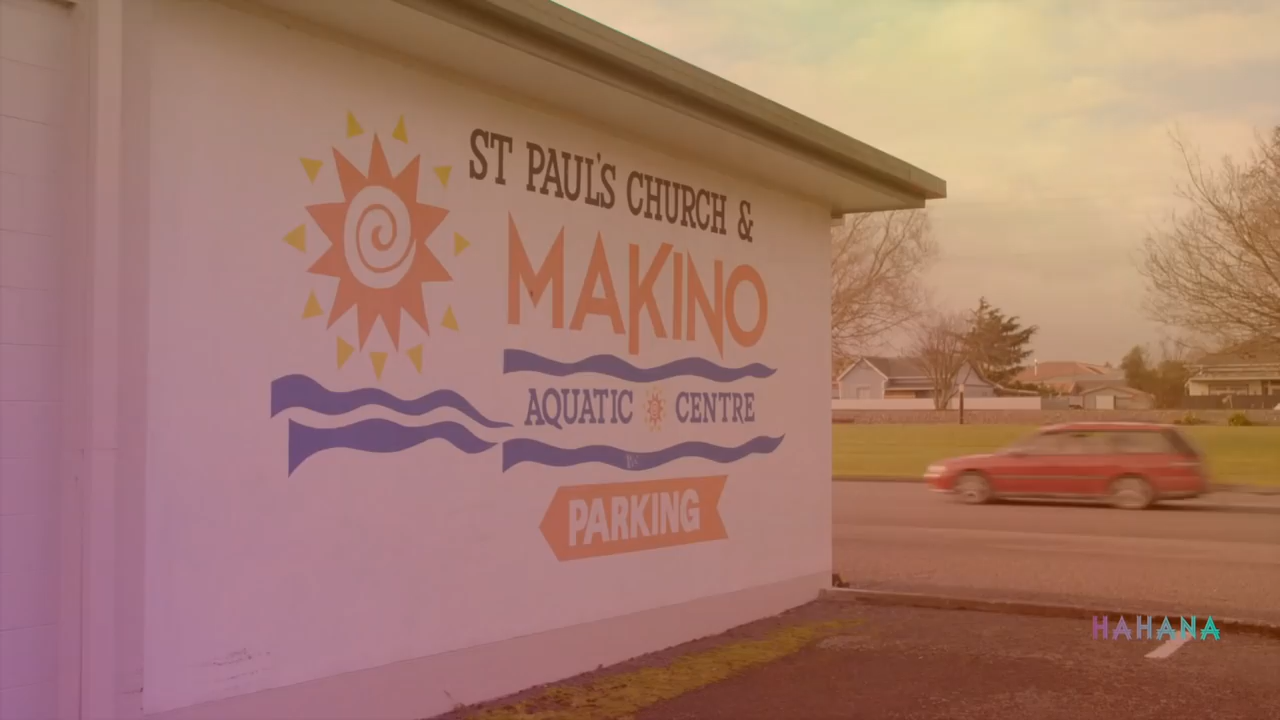 ST PAUL'S CHURCH &
MAKINO
AQUATIC CENTRE
PARKING
HAHANA